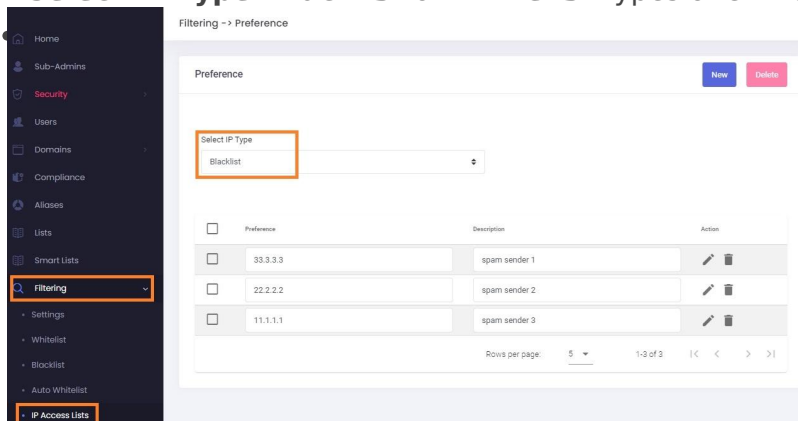 Filtering -> Preference
Home
Sub-Admins
Security
Users
Domains
Compliance
Aliases
Lists
Smart Lists
Filtering
Settings
Whitelist
Blacklist
Auto Whitelist
IP Access Lists
Preference
New
Delete
Select IP Type
Blacklist
Preference Description Action
33.3.3.3 spam sender 1
22.2.2.2 spam sender 2
11.1.1.1 spam sender 3
Rows per page: 5 1-3 of 3